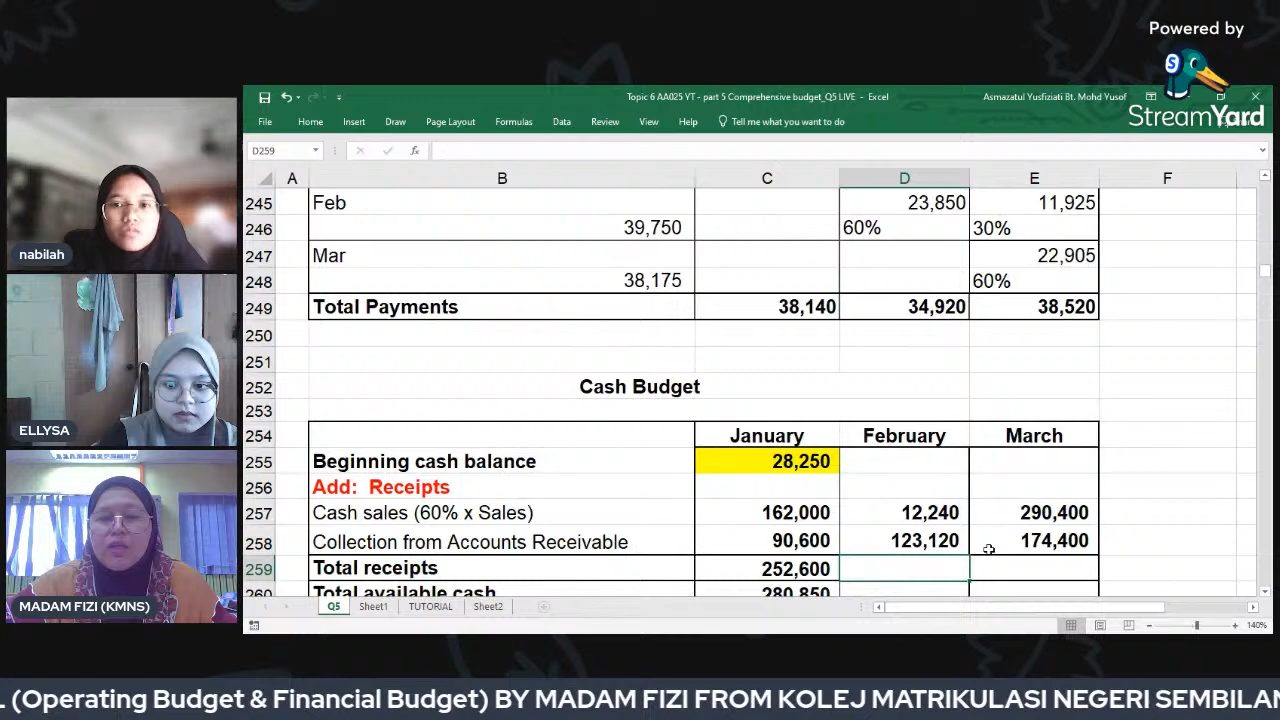 Powered by
S
StreamYard
Topic 6 AA025 YT - part 5 Comprehensive budget_Q5 LIVE - Excel
Asmazatul Yusfiziati Bt. Mohd Yusof
File Home Insert Draw Page Layout Formulas Data Review View Help Tell me what you want to do
D259 fx
A B C D E F
245 Feb 23,850 11,925
246 39,750 60% 30%
247 Mar 22,905
248 38,175 60%
249 Total Payments 38,140 34,920 38,520
250
251
252 Cash Budget
253
254 January February March
255 Beginning cash balance 28,250
256 Add: Receipts
257 Cash sales (60% x Sales) 162,000 12,240 290,400
258 Collection from Accounts Receivable 90,600 123,120 174,400
259 Total receipts 252,600
260 Total available cash 280,850
Q5 Sheet1 TUTORIAL Sheet2
140%
nabilah
ELLYSA
MADAM FIZI (KMNS)
(Operating Budget & Financial Budget) BY MADAM FIZI FROM KOLEJ MATRIKULASI NEGERI SEMBILAN